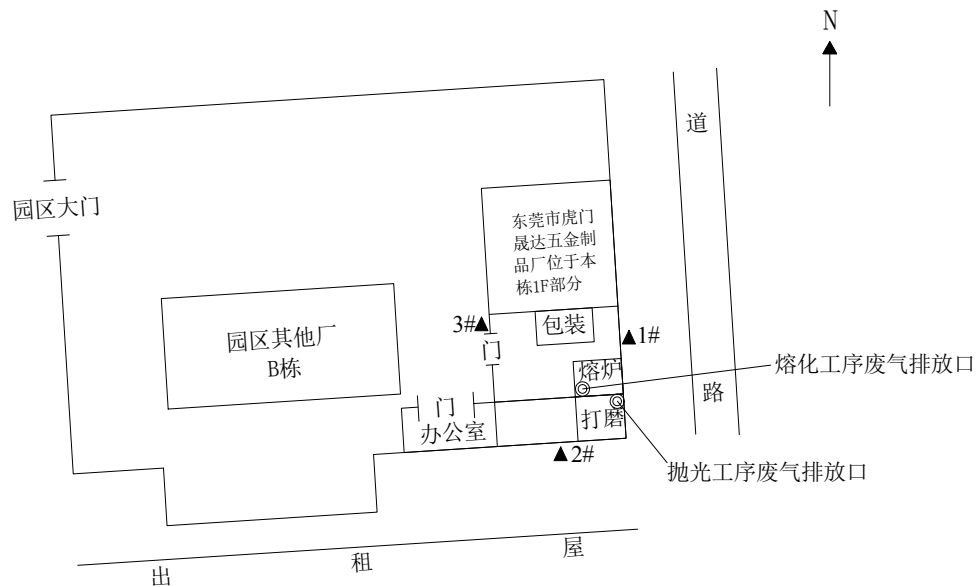 N
道
园区大门
东莞市虎门
晟达五金制
品厂位于本
栋1F部分
3#
包装
1#
园区其他厂
B栋
门
熔炉
熔化工序废气排放口
路
门
办公室
打磨
2#
抛光工序废气排放口
出 租 屋